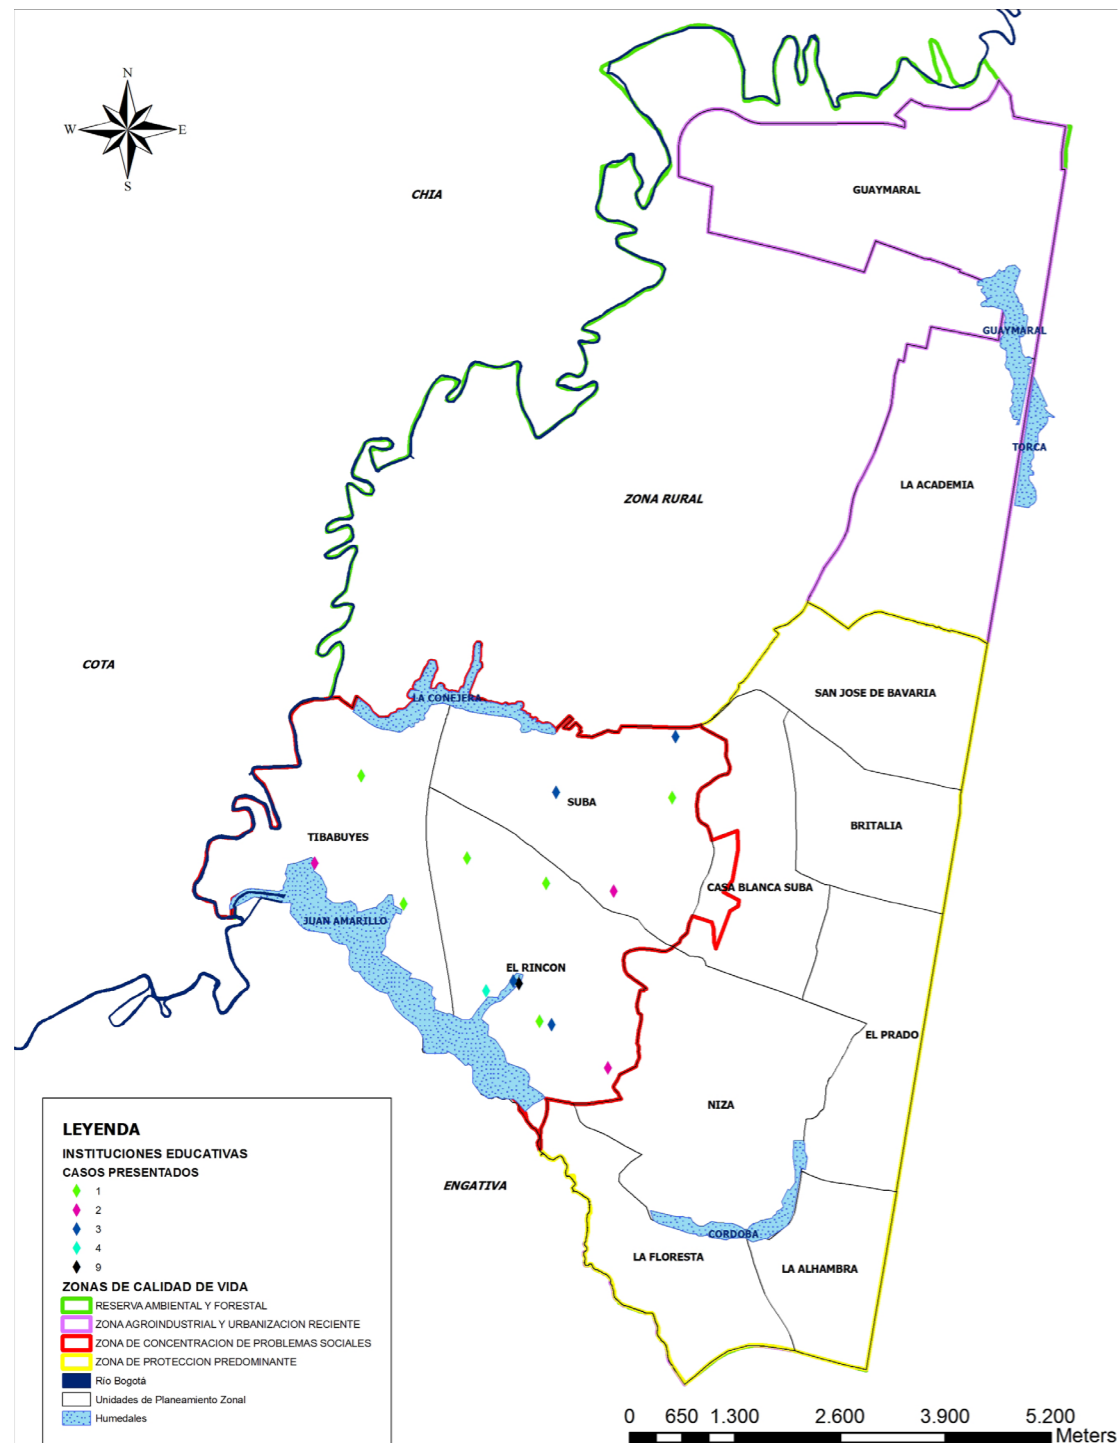 N
W
E
S
CHIA
GUAYMARAL
GUAYMARAL
TORCA
LA ACADEMIA
ZONA RURAL
COTA
SAN JOSE DE BAVARIA
LA CONEJERA
SUBA
BRITALIA
TIBABUYES
CASA BLANCA SUBA
JUAN AMARILLO
EL RINCON
EL PRADO
NIZA
ENGATIVA
CORDOBA
LA FLORESTA
LA ALHAMBRA
LEYENDA
INSTITUCIONES EDUCATIVAS
CASOS PRESENTADOS
1
2
3
4
9
ZONAS DE CALIDAD DE VIDA
RESERVA AMBIENTAL Y FORESTAL
ZONA AGROINDUSTRIAL Y URBANIZACION RECIENTE
ZONA DE CONCENTRACION DE PROBLEMAS SOCIALES
ZONA DE PROTECCION PREDOMINANTE
Río Bogotá
Unidades de Planeamiento Zonal
Humedales
0 650 1.300 2.600 3.900 5.200
Meters